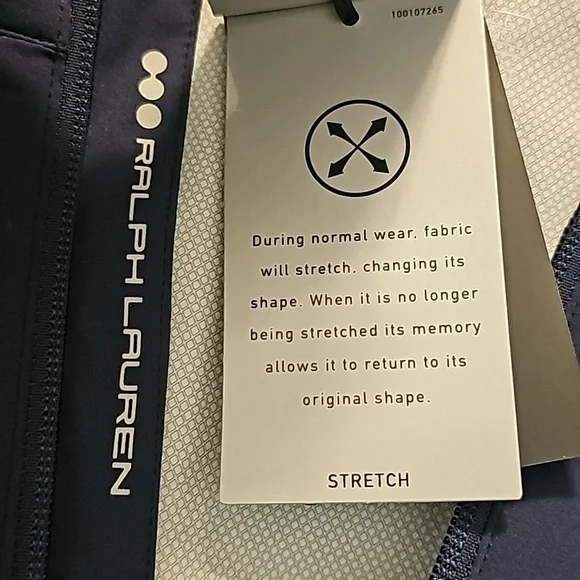 100107265
RALPH LAUREN
During normal wear, fabric
will stretch, changing its
shape. When it is no longer
being stretched its memory
allows it to return to its
original shape.
STRETCH